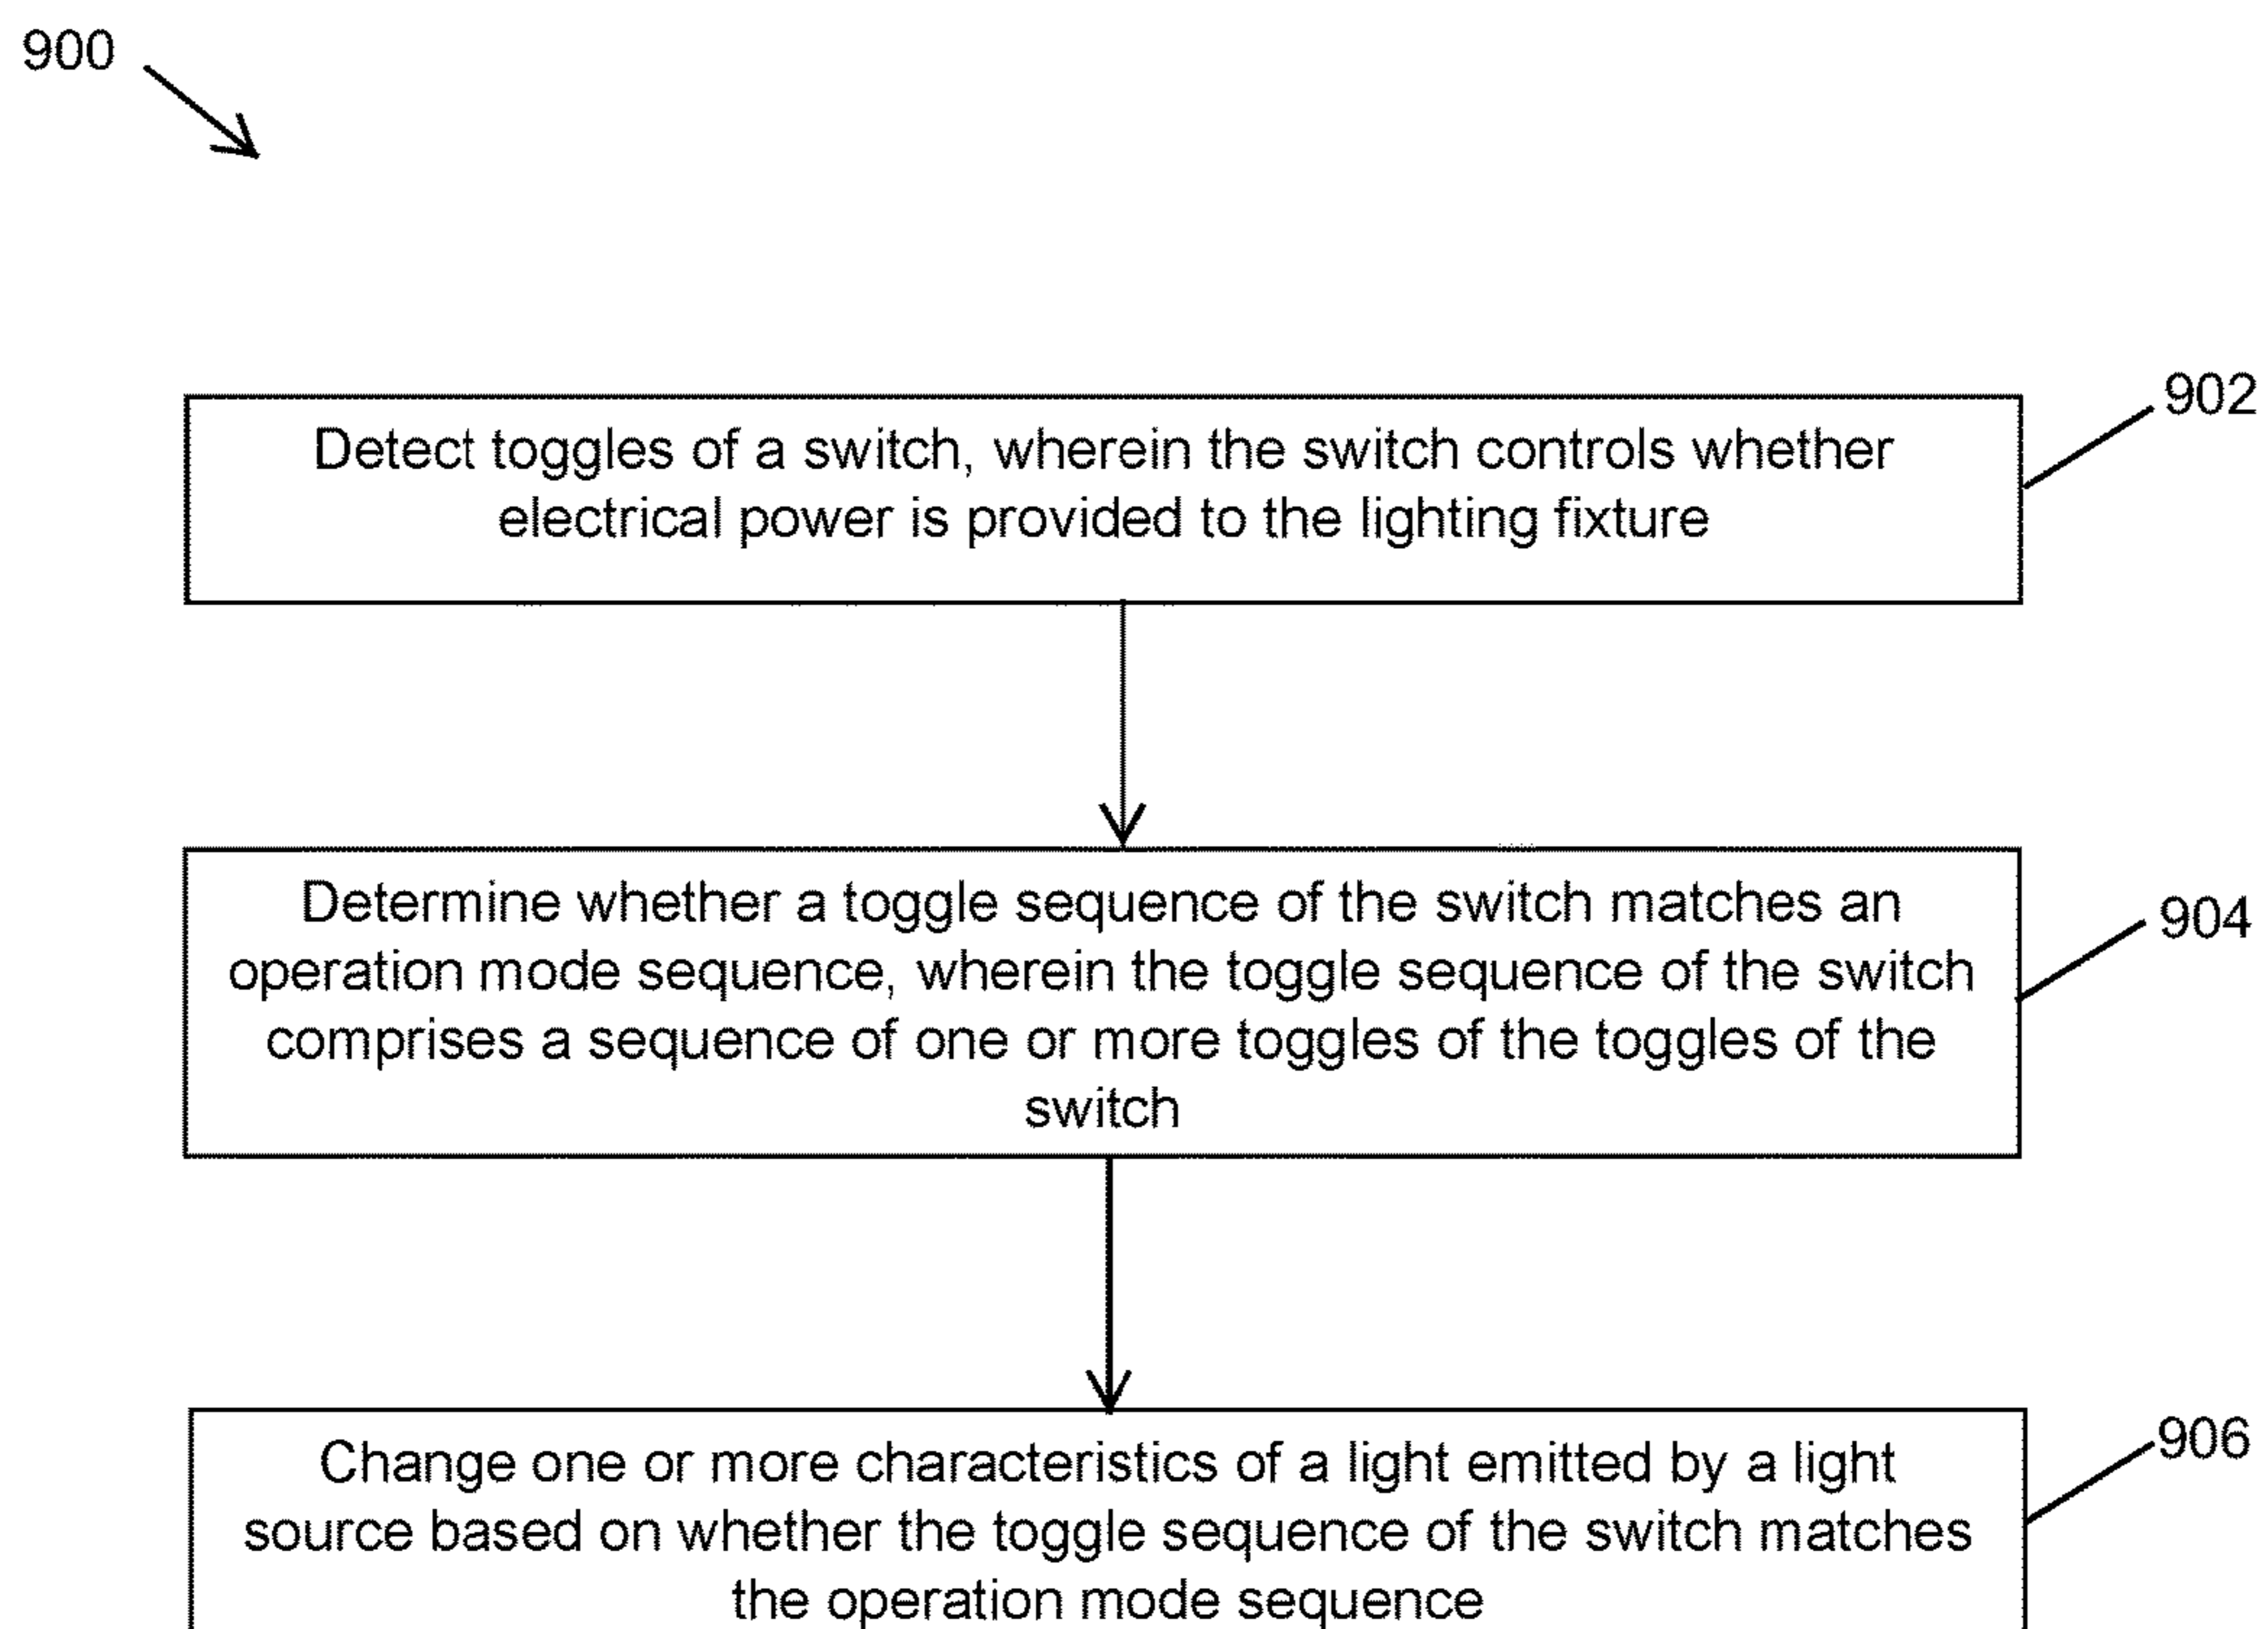 900
902
Detect toggles of a switch, wherein the switch controls whether
electrical power is provided to the lighting fixture
904
Determine whether a toggle sequence of the switch matches an
operation mode sequence, wherein the toggle sequence of the switch
comprises a sequence of one or more toggles of the toggles of the
switch
906
Change one or more characteristics of a light emitted by a light
source based on whether the toggle sequence of the switch matches
the operation mode sequence